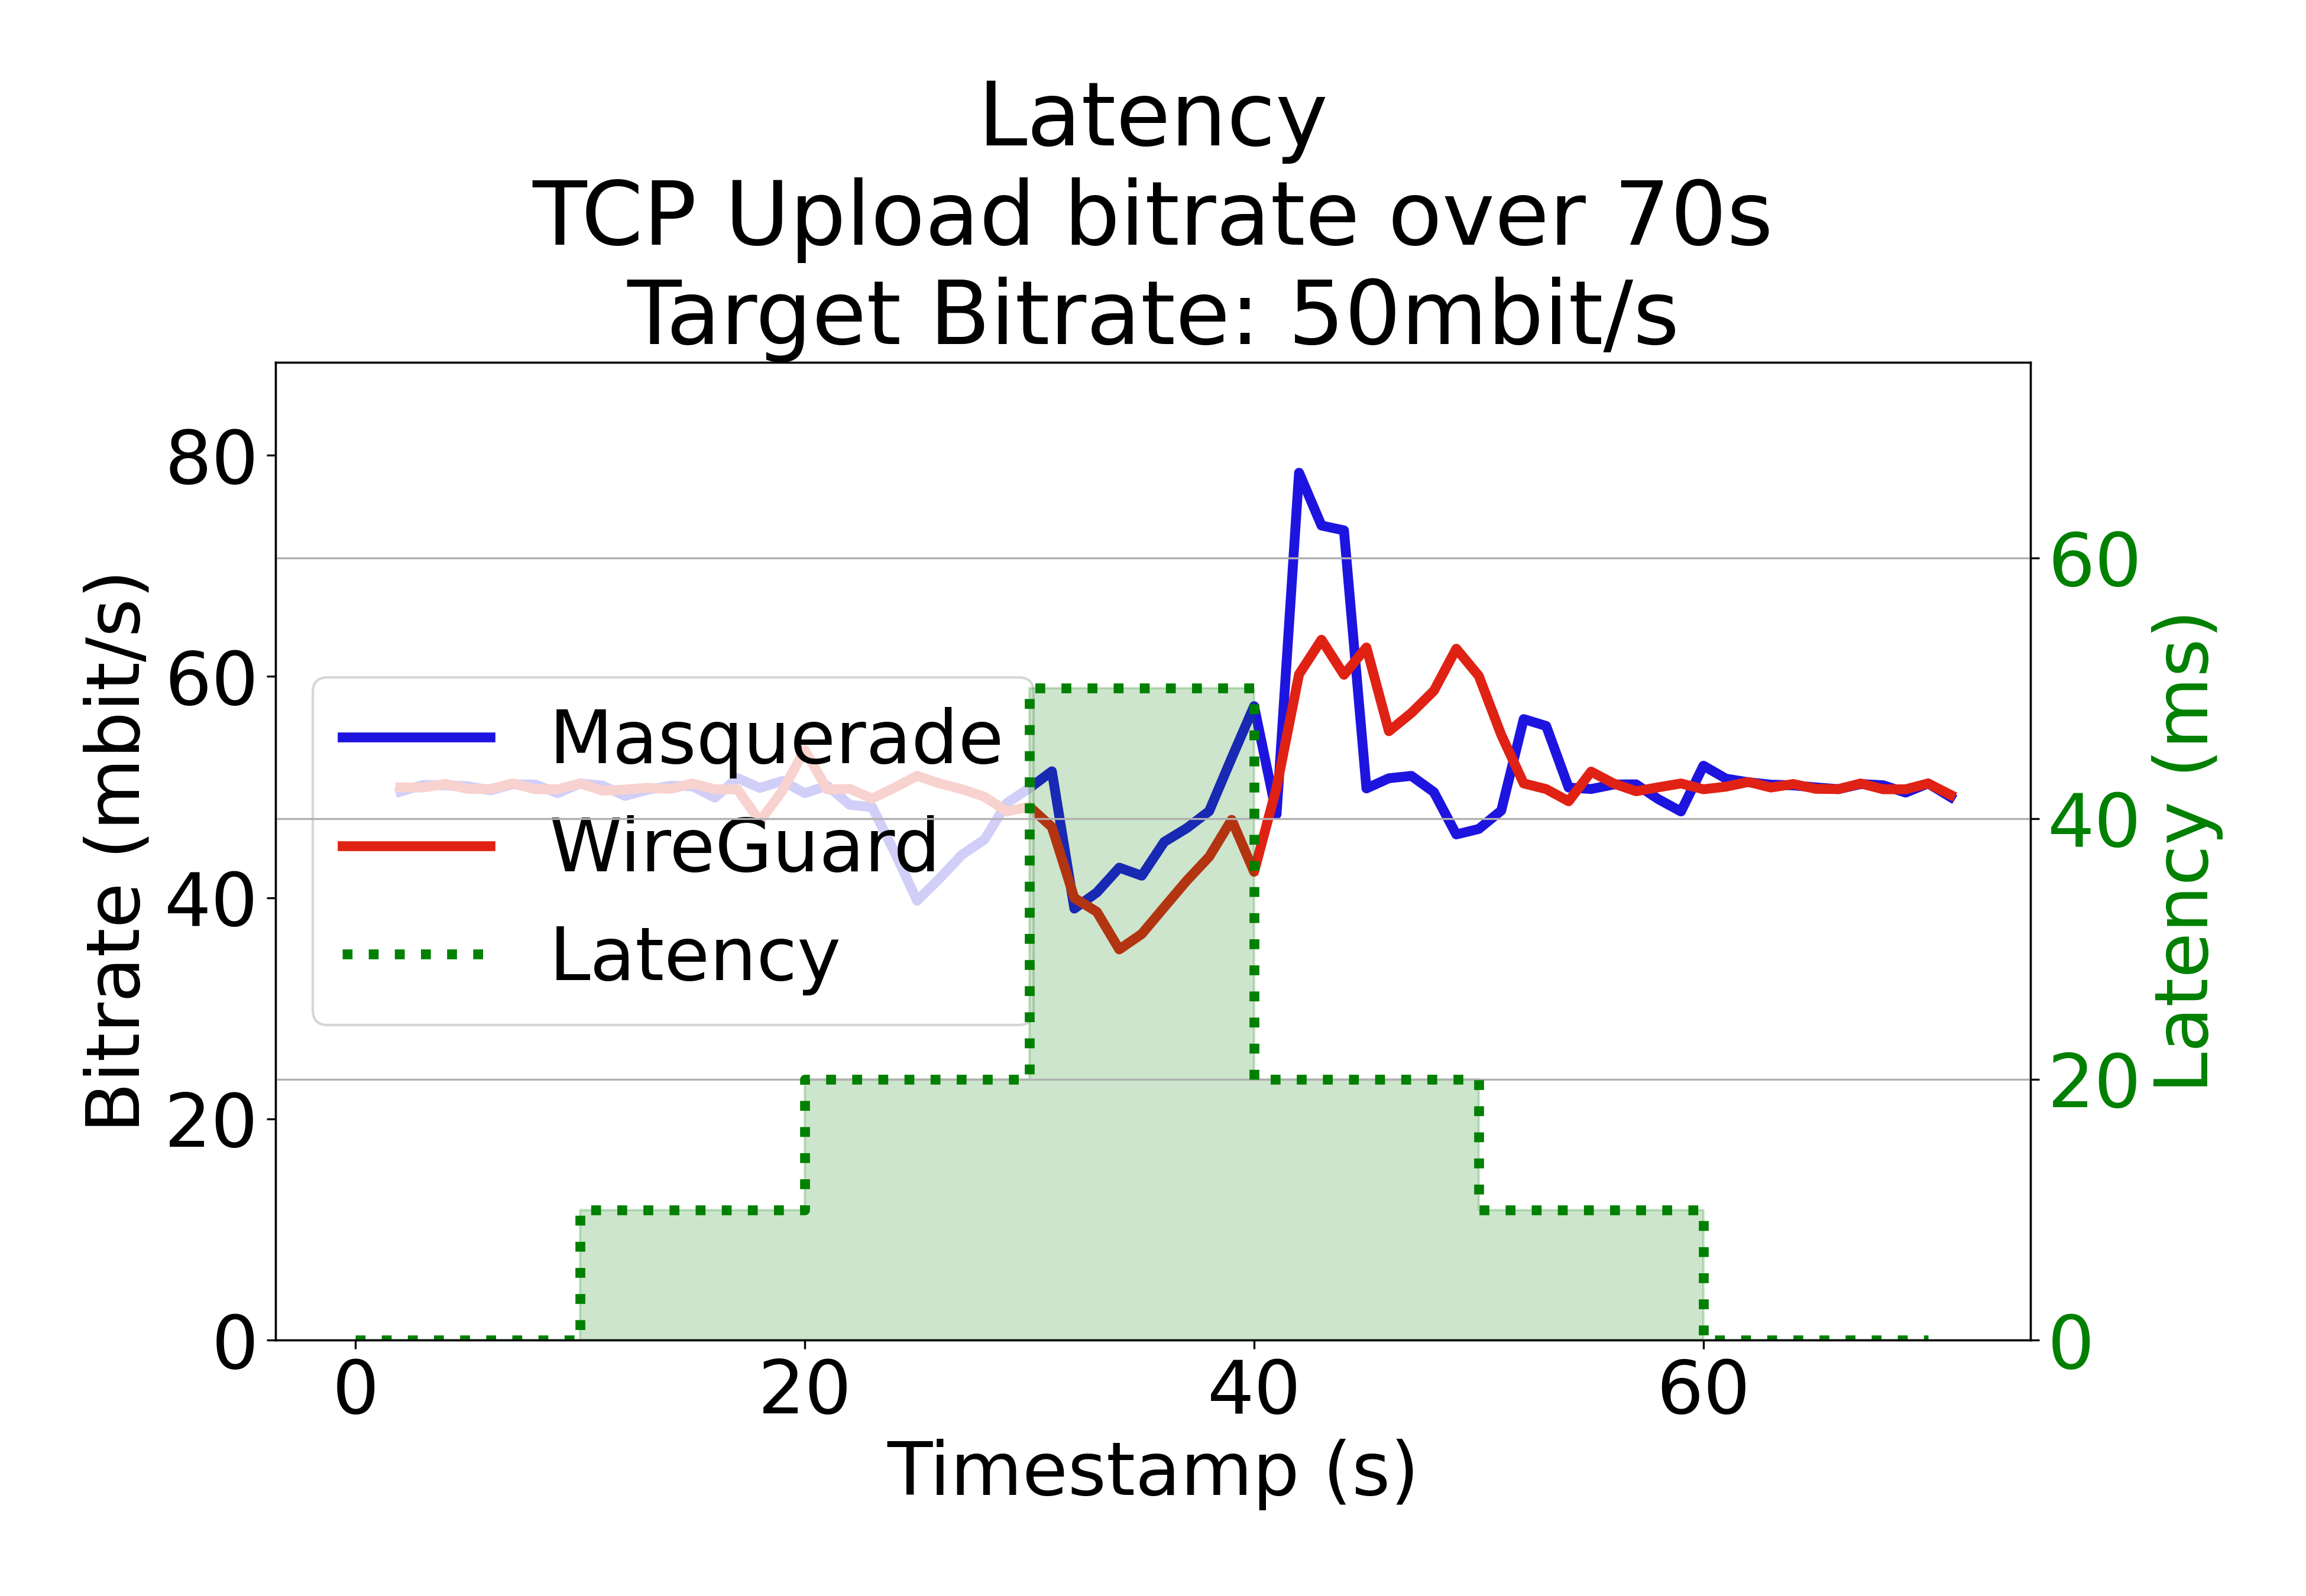 Latency
TCP Upload bitrate over 70s
Target Bitrate: 50mbit/s
Bitrate (mbit/s)
80
60
40
20
0
Masquerade
WireGuard
Latency
60
40
20
0
Latency (ms)
0 20 40 60
Timestamp (s)